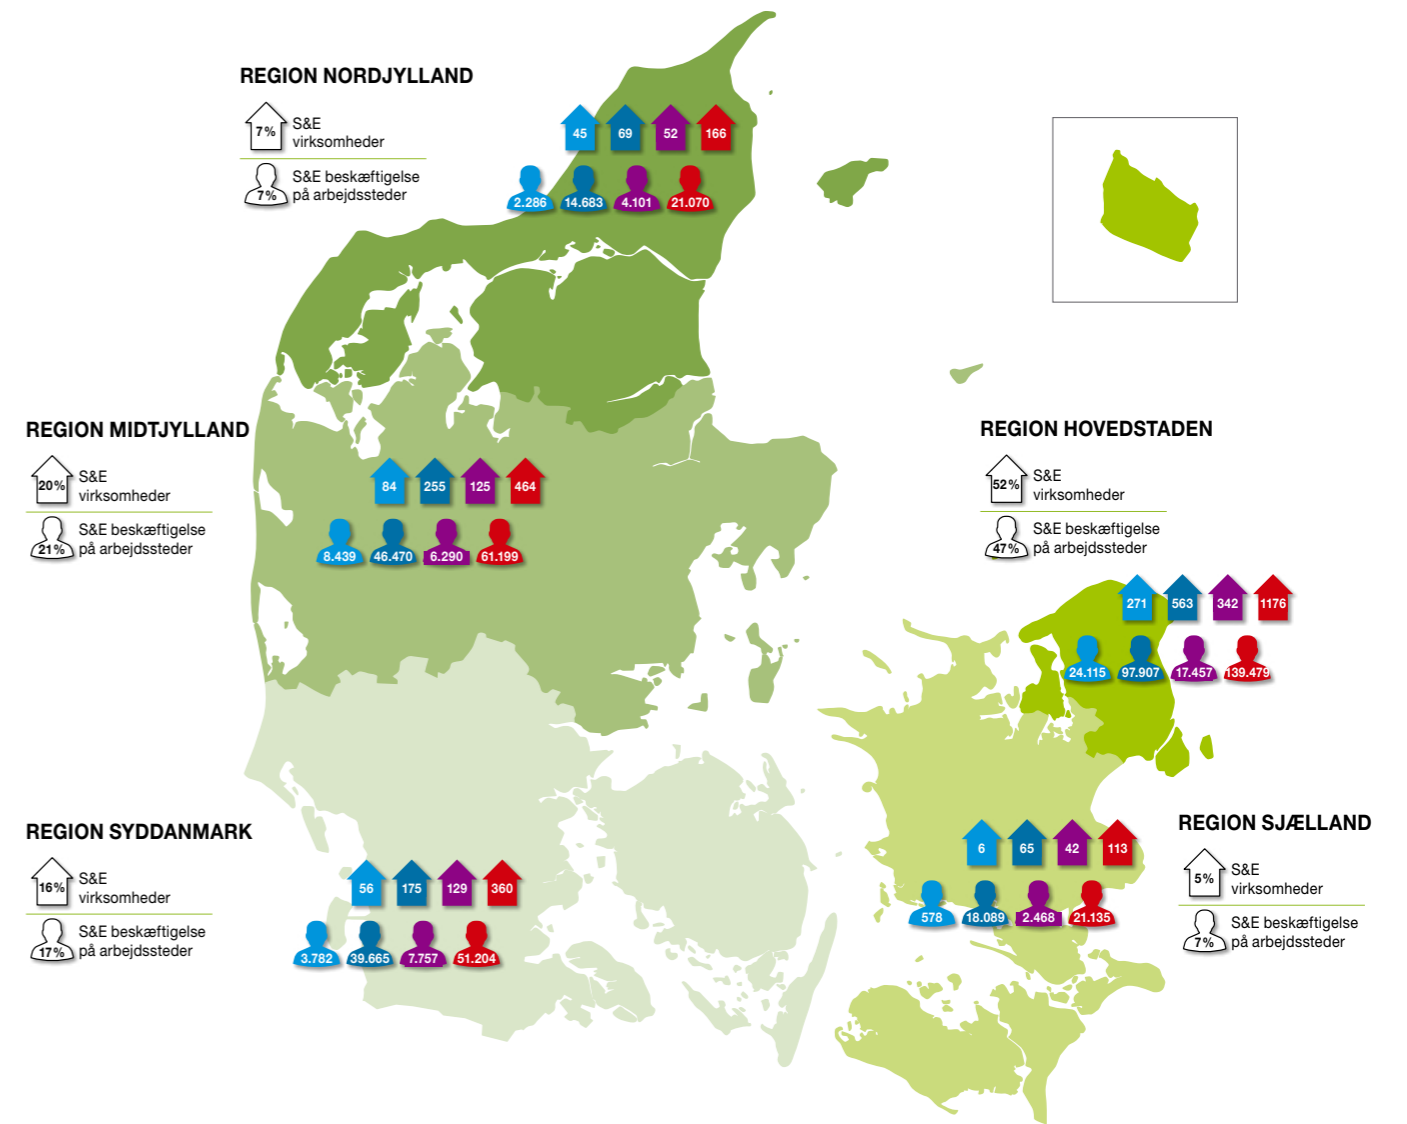 REGION NORDJYLLAND
7%
S&E
virksomheder
7%
S&E beskæftigelse
på arbejdssteder
45 69 52 166
2.286 14.683 4.101 21.070
REGION MIDTJYLLAND
20%
S&E
virksomheder
21%
S&E beskæftigelse
på arbejdssteder
84 255 125 464
8.439 46.470 6.290 61.199
REGION HOVEDSTADEN
52%
S&E
virksomheder
47%
S&E beskæftigelse
på arbejdssteder
271 563 342 1176
24.115 97.907 17.457 139.479
REGION SYDDANMARK
16%
S&E
virksomheder
17%
S&E beskæftigelse
på arbejdssteder
56 175 129 360
3.782 39.665 7.757 51.204
REGION SJÆLLAND
5%
S&E
virksomheder
7%
S&E beskæftigelse
på arbejdssteder
6 65 42 113
578 18.089 2.468 21.135